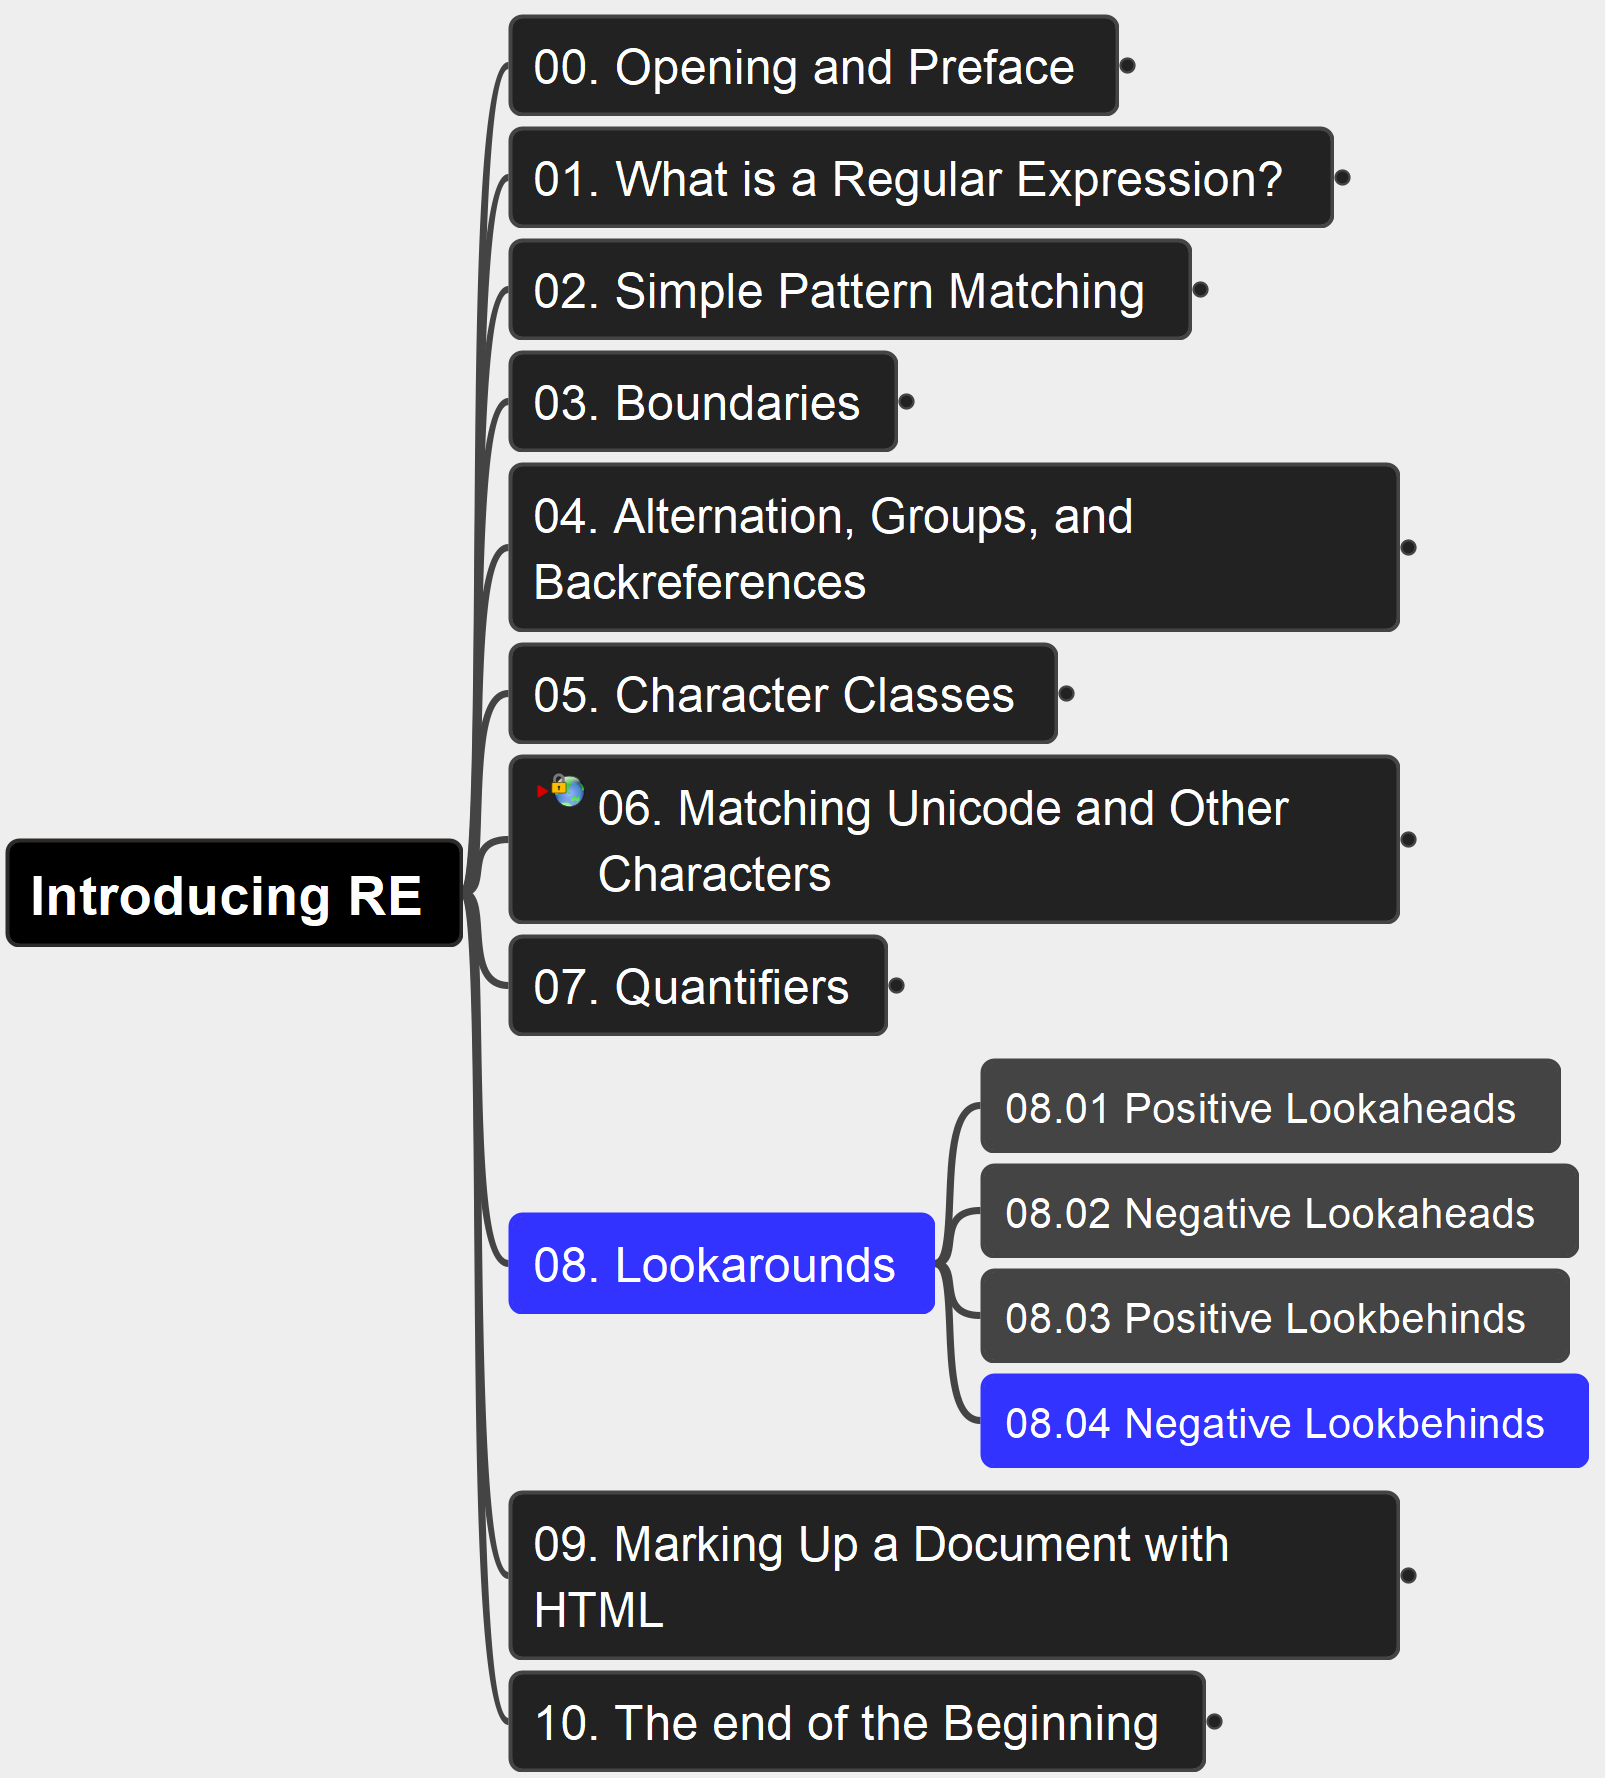 00. Opening and Preface
01. What is a Regular Expression?
02. Simple Pattern Matching
03. Boundaries
04. Alternation, Groups, and
Backreferences
05. Character Classes
06. Matching Unicode and Other
Characters
Introducing RE
07. Quantifiers
08. Lookarounds
08.01 Positive Lookaheads
08.02 Negative Lookaheads
08.03 Positive Lookbehinds
08.04 Negative Lookbehinds
09. Marking Up a Document with
HTML
10. The end of the Beginning